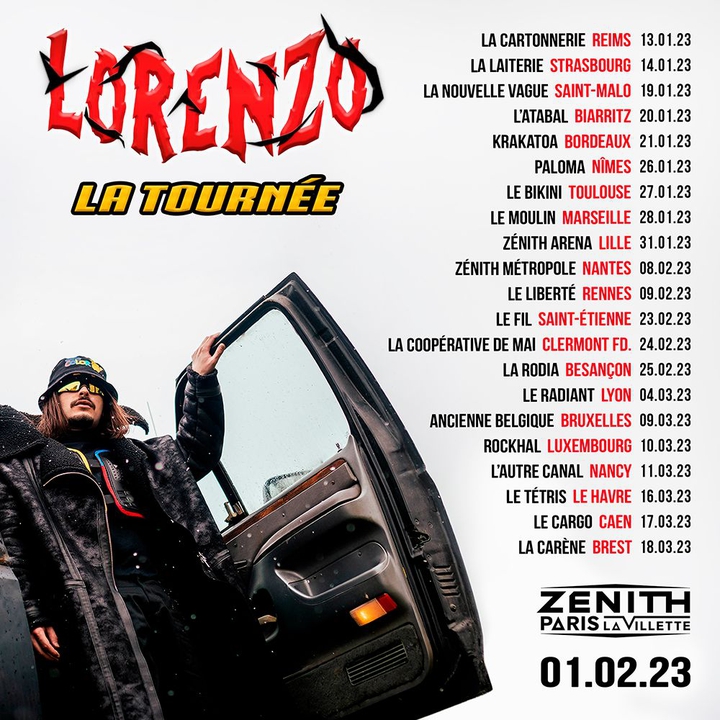 LORENZO
LA TOURNÉE
LA CARTONNERIE REIMS 13.01.23
LA LAITERIE STRASBOURG 14.01.23
LA NOUVELLE VAGUE SAINT-MALO 19.01.23
L'ATABAL BIARRITZ 20.01.23
KRAKATOA BORDEAUX 21.01.23
PALOMA NÎMES 26.01.23
LE BIKINI TOULOUSE 27.01.23
LE MOULIN MARSEILLE 28.01.23
ZÉNITH ARENA LILLE 31.01.23
ZÉNITH MÉTROPOLE NANTES 08.02.23
LE LIBERTÉ RENNES 09.02.23
LE FIL SAINT-ÉTIENNE 23.02.23
LA COOPÉRATIVE DE MAI CLERMONT FD. 24.02.23
LA RODIA BESANÇON 25.02.23
LE RADIANT LYON 04.03.23
ANCIENNE BELGIQUE BRUXELLES 09.03.23
ROCKHAL LUXEMBOURG 10.03.23
L'AUTRE CANAL NANCY 11.03.23
LE TÉTRIS LE HAVRE 16.03.23
LE CARGO CAEN 17.03.23
LA CARÈNE BREST 18.03.23
ZENITH
PARIS LA VILLETTE
01.02.23